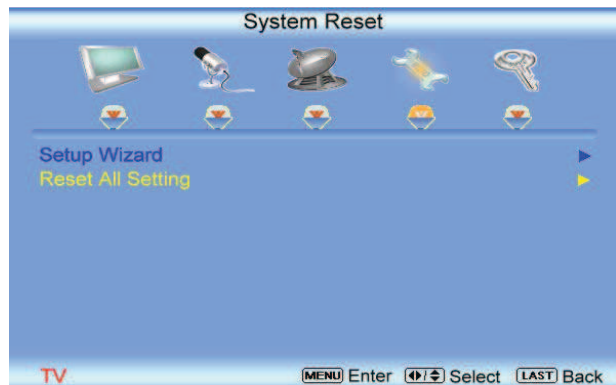 System Reset
Setup Wizard
Reset All Setting
TV MENU Enter Select LAST Back